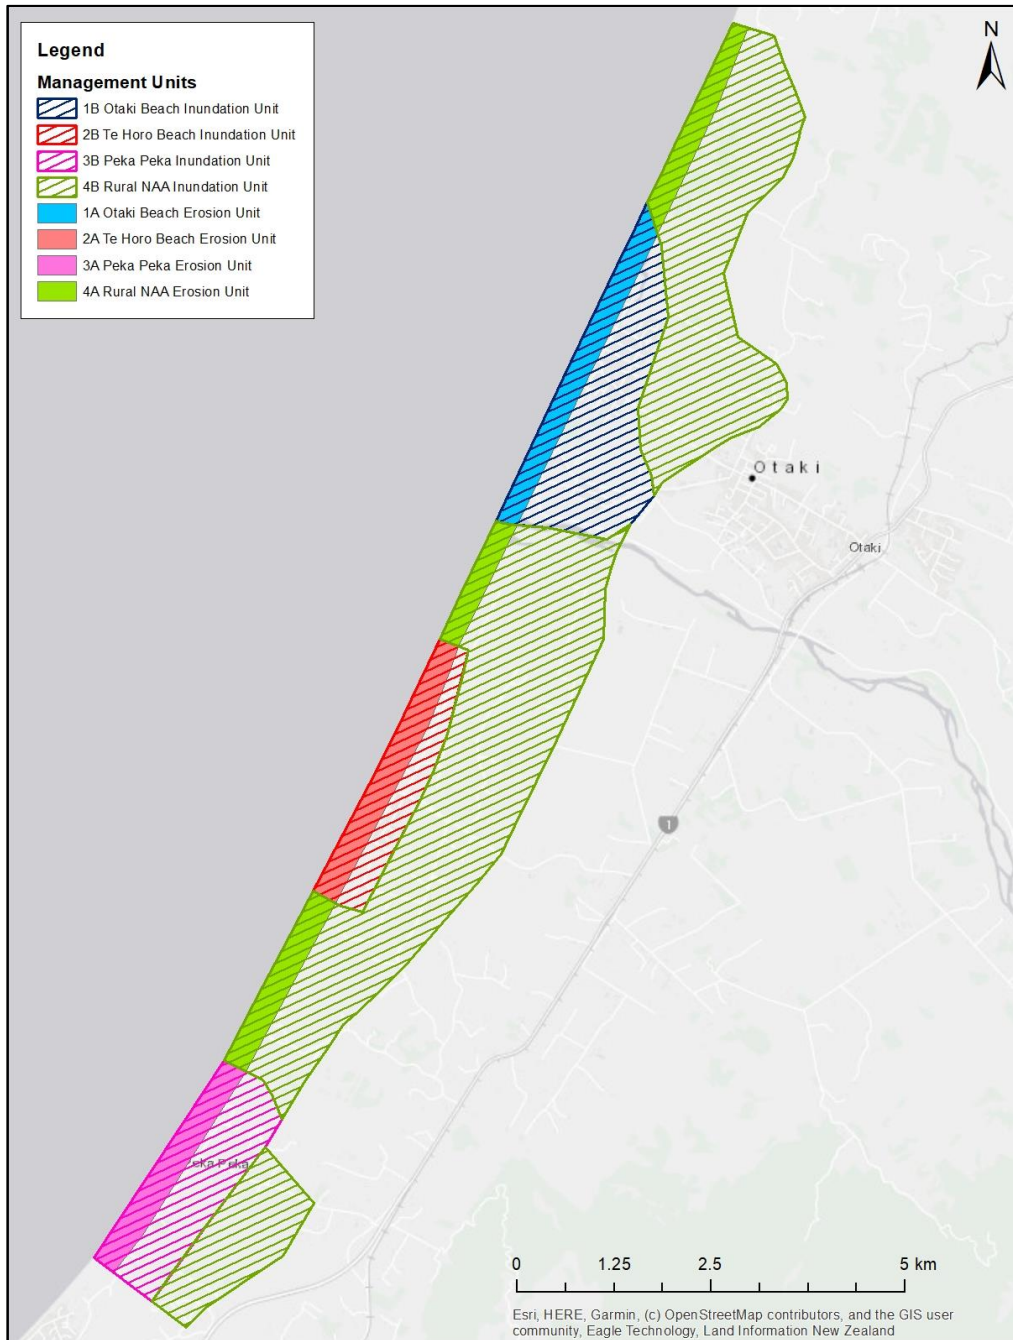 Legend
Management Units
1B Otaki Beach Inundation Unit
2B Te Horo Beach Inundation Unit
3B Peka Peka Inundation Unit
4B Rural NAA Inundation Unit
1A Otaki Beach Erosion Unit
2A Te Horo Beach Erosion Unit
3A Peka Peka Erosion Unit
4A Rural NAA Erosion Unit
N
Otaki
Otaki
1
Peka Peka
0 1.25 2.5 5 km
Esri, HERE, Garmin, (c) OpenStreetMap contributors, and the GIS user
community, Eagle Technology, Land Information New Zealand